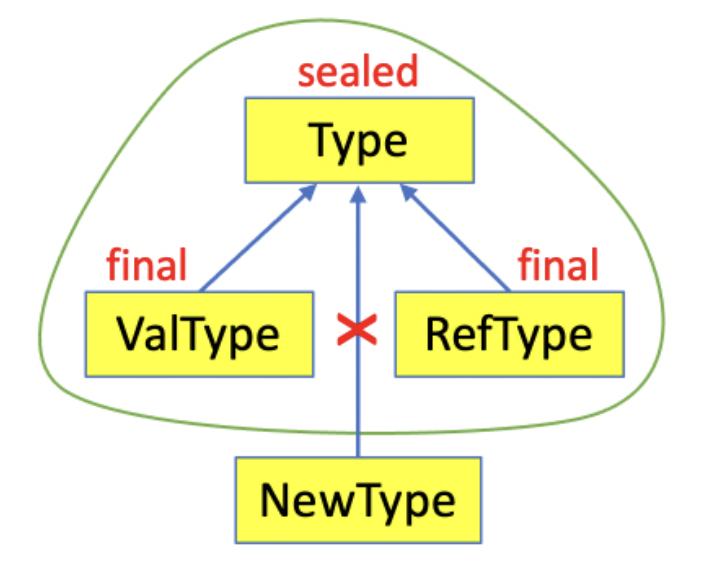 sealed
Type
final
final
ValType
RefType
NewType